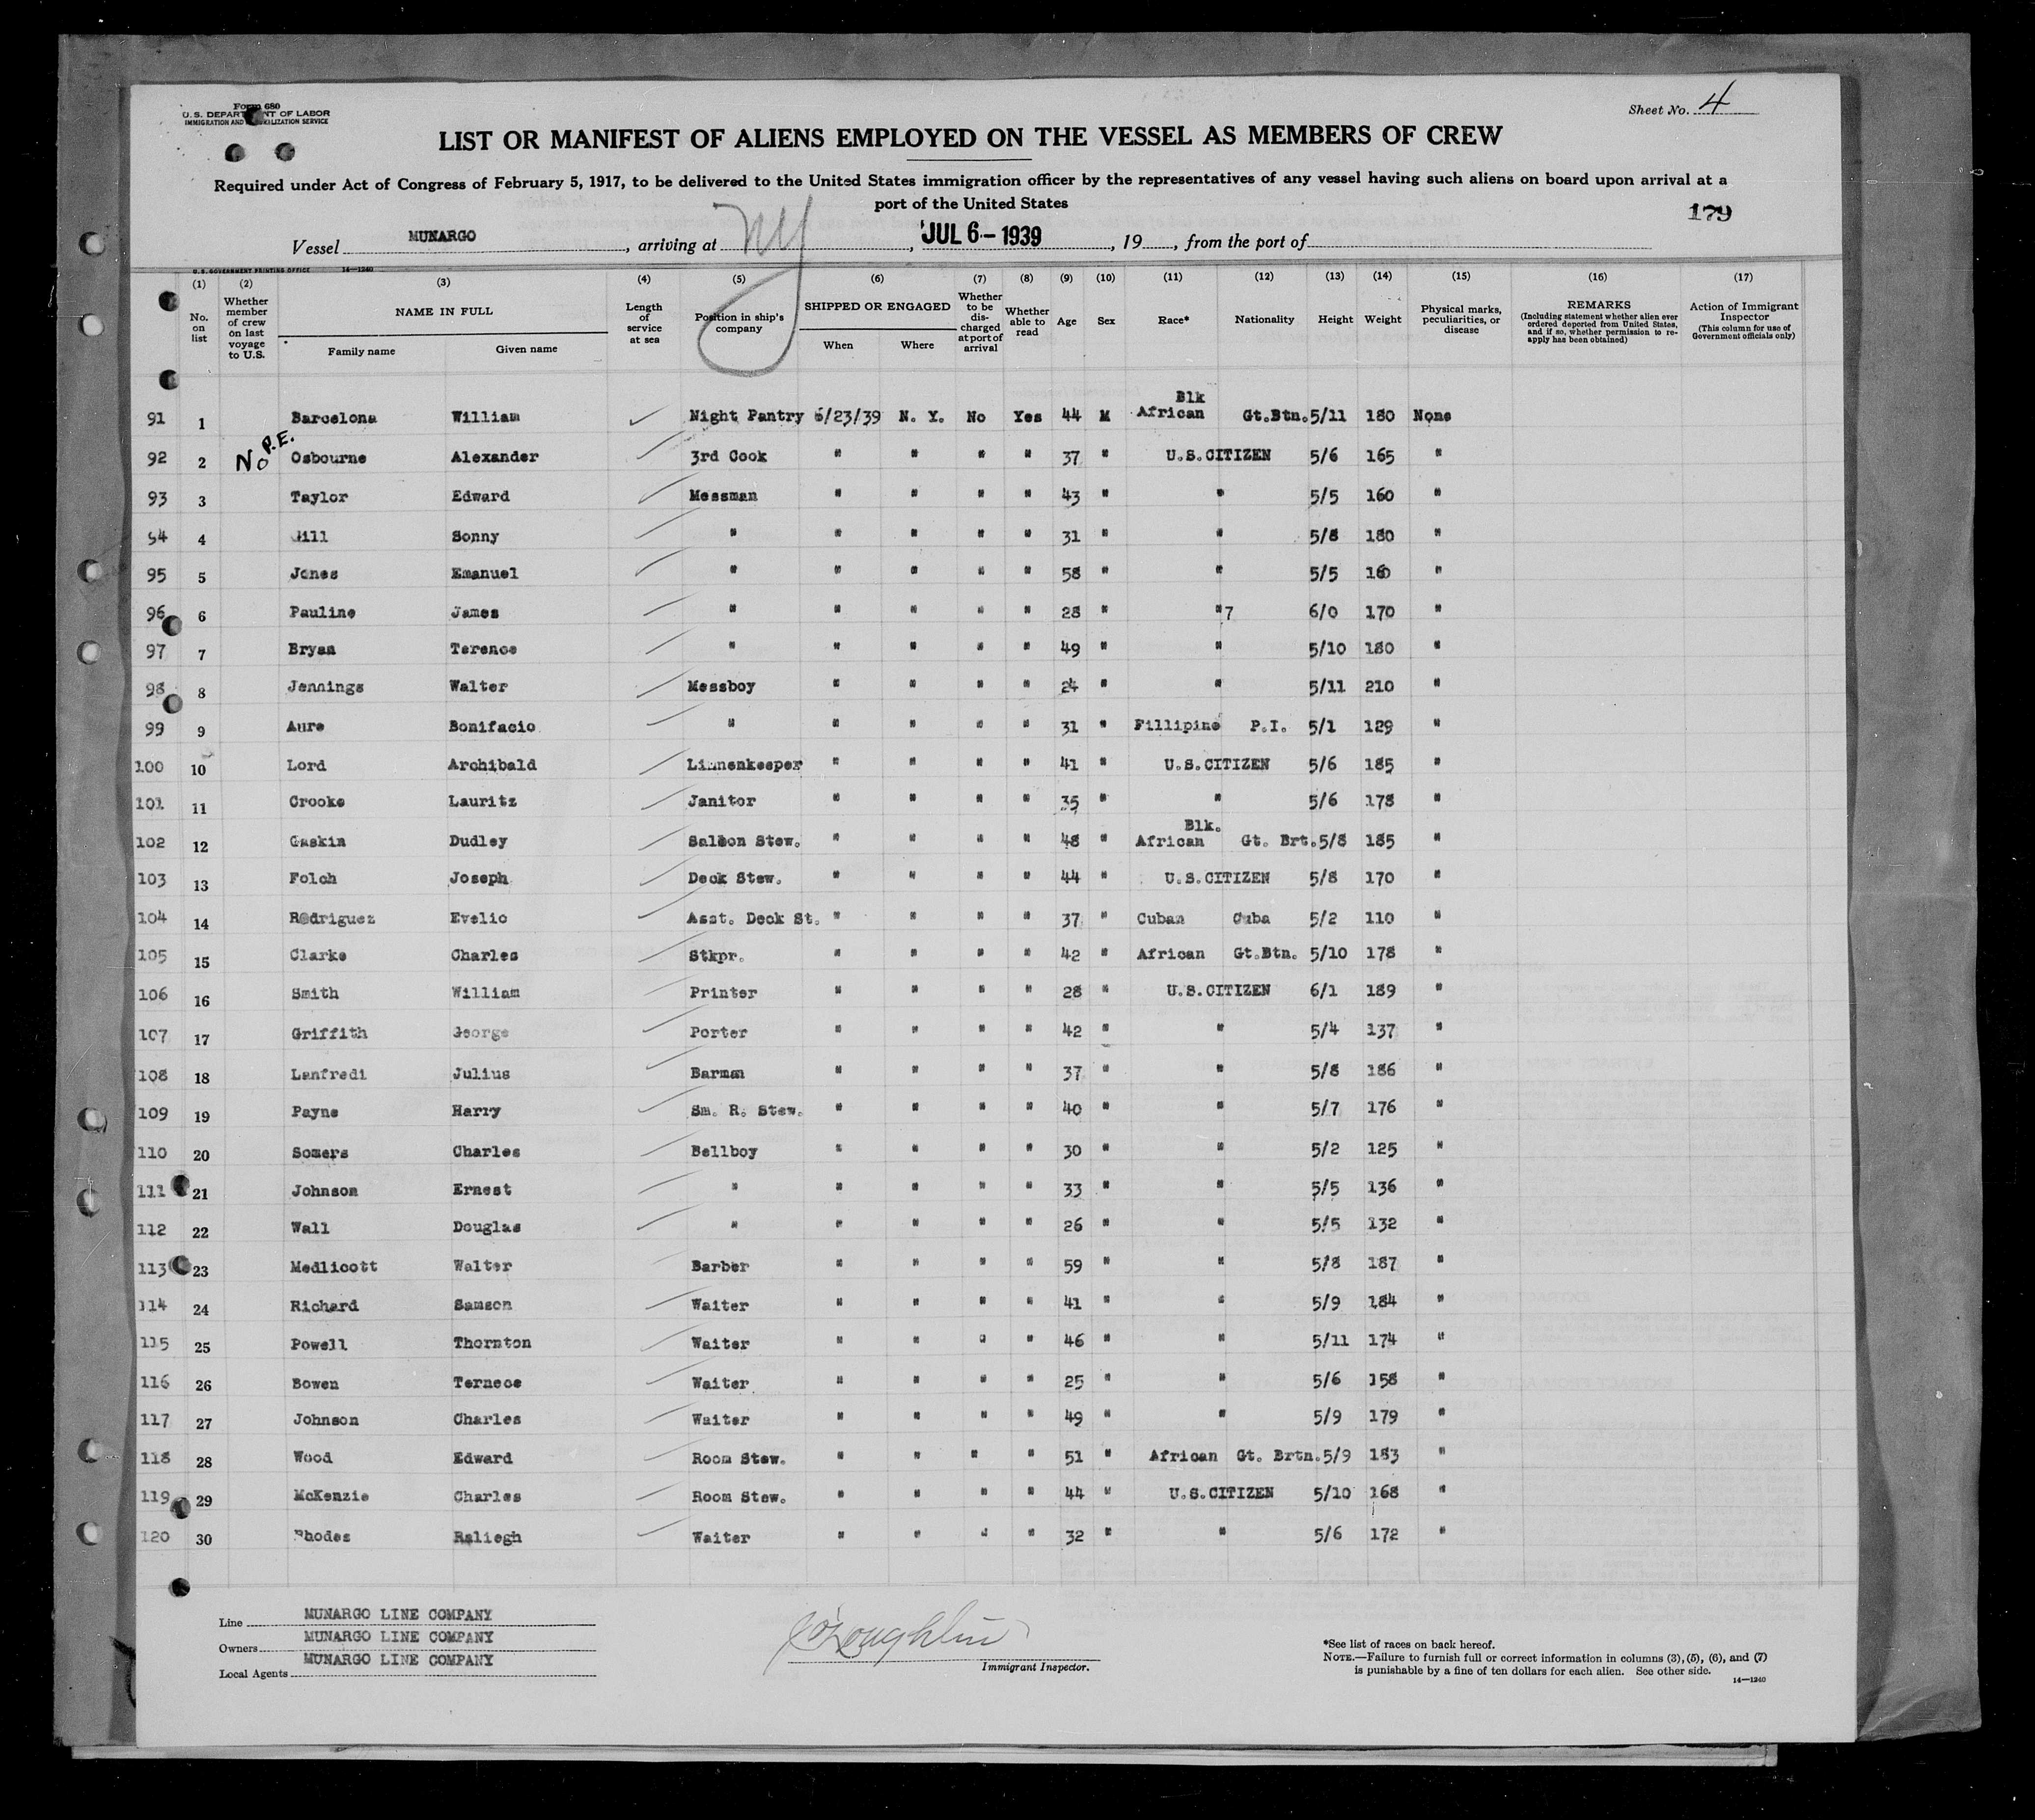 Form 680
U.S. DEPARTMENT OF LABOR
IMMIGRATION AND NATURALIZATION SERVICE
Sheet No. 4
LIST OR MANIFEST OF ALIENS EMPLOYED ON THE VESSEL AS MEMBERS OF CREW
Required under Act of Congress of February 5, 1917, to be delivered to the United States immigration officer by the representatives of any vessel having such aliens on board upon arrival at a
port of the United States
179
Vessel MUNARGO, arriving at NY, JUL 6-1939, 19, from the port of
U.S. GOVERNMENT PRINTING OFFICE 14—1240
(1) No. on list
(2) Whether member of crew on last voyage to U.S.
(3) NAME IN FULL Family name Given name
(4) Length of service at sea
(5) Position in ship's company
(6) SHIPPED OR ENGAGED When Where
(7) Whether to be discharged at port of arrival
(8) Whether able to read
(9) Age
(10) Sex
(11) Race*
(12) Nationality
(13) Height
(14) Weight
(15) Physical marks, peculiarities, or disease
(16) REMARKS (Including statement whether alien ever ordered deported from United States, and if so, whether permission to re-apply has been obtained)
(17) Action of Immigrant Inspector (This column for use of Government officials only)
Blk
91 1 Barcelona William ✓ Night Pantry 6/23/39 N. Y. No Yes 44 M African Gt.Btn. 5/11 180 None
P.E.
92 2 No Osbourne Alexander 3rd Cook " " " " 37 " U.S.CITIZEN 5/6 165 "
93 3 Taylor Edward Messman " " " " 43 " " 5/5 160 "
94 4 Hill Sonny " " " " " 31 " " 5/8 180 "
95 5 Jones Emanuel " " " " " 58 " " 5/5 160 "
96 6 Pauline James " " " " " 28 " "7 6/0 170 "
97 7 Bryan Terence " " " " " 49 " " 5/10 180 "
98 8 Jennings Walter Messboy " " " " 24 " " 5/11 210 "
99 9 Aure Bonifacio " " " " " 31 " Fillipine P.I. 5/1 129 "
100 10 Lord Archibald Linnenkeeper " " " " 41 " U.S.CITIZEN 5/6 185 "
101 11 Crooke Lauritz Janitor " " " " 35 " " 5/6 178 "
Blk.
102 12 Gaskin Dudley Saloon Stew. " " " " 48 " African Gt. Brt. 5/8 185 "
103 13 Folch Joseph Deck Stew. " " " " 44 " U.S.CITIZEN 5/8 170 "
104 14 Rodriguez Evelio Asst. Deck St. " " " " 37 " Cuban Cuba 5/2 110 "
105 15 Clarke Charles Stkpr. " " " " 42 " African Gt.Btn. 5/10 178 "
106 16 Smith William Printer " " " " 28 " U.S.CITIZEN 6/1 189 "
107 17 Griffith George Porter " " " " 42 " " 5/4 137 "
108 18 Lanfredi Julius Barman " " " " 37 " " 5/8 186 "
109 19 Payne Harry Sm. R. Stew. " " " " 40 " " 5/7 176 "
110 20 Somers Charles Bellboy " " " " 30 " " 5/2 125 "
111 21 Johnson Ernest " " " " " 33 " " 5/5 136 "
112 22 Wall Douglas " " " " " 26 " " 5/5 132 "
113 23 Medlicott Walter Barber " " " " 59 " " 5/8 187 "
114 24 Richard Samson Waiter " " " " 41 " " 5/9 184 "
115 25 Powell Thornton Waiter " " " " 46 " " 5/11 174 "
116 26 Bowen Ternece Waiter " " " " 25 " " 5/6 158 "
117 27 Johnson Charles Waiter " " " " 49 " " 5/9 179 "
118 28 Wood Edward Room Stew. " " " " 51 " African Gt. Brtn. 5/9 183 "
119 29 McKenzie Charles Room Stew. " " " " 44 " U.S.CITIZEN 5/10 168 "
120 30 Rhodes Raliegh Waiter " " " " 32 " " 5/6 172 "
Line MUNARGO LINE COMPANY
Owners MUNARGO LINE COMPANY
Local Agents MUNARGO LINE COMPANY
O'Loughlin
Immigrant Inspector.
*See list of races on back hereof.
NOTE.—Failure to furnish full or correct information in columns (3), (5), (6), and (7)
is punishable by a fine of ten dollars for each alien. See other side.
14—1240